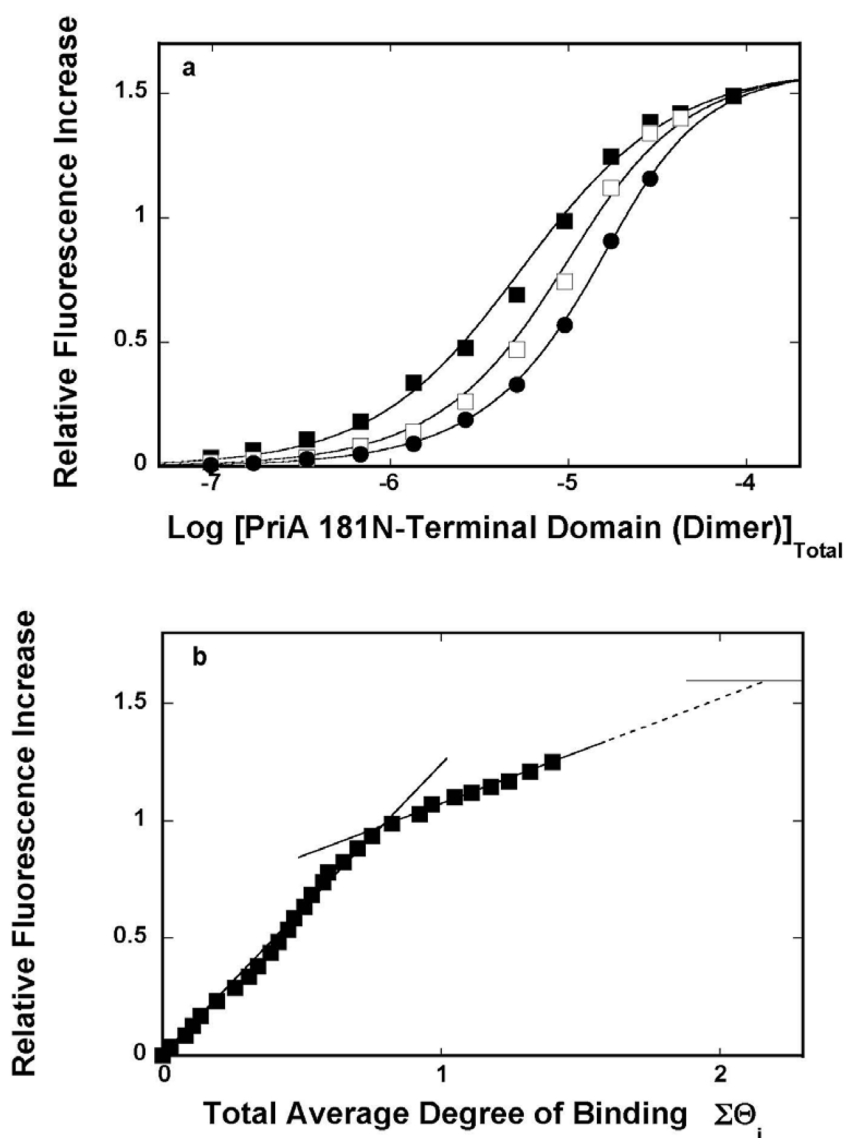 a
Relative Fluorescence Increase
1.5
1
0.5
0
-7
-6
-5
-4
Log [PriA 181N-Terminal Domain (Dimer)]Total
b
Relative Fluorescence Increase
1.5
1
0.5
0
0
1
2
Total Average Degree of Binding ΣΘi